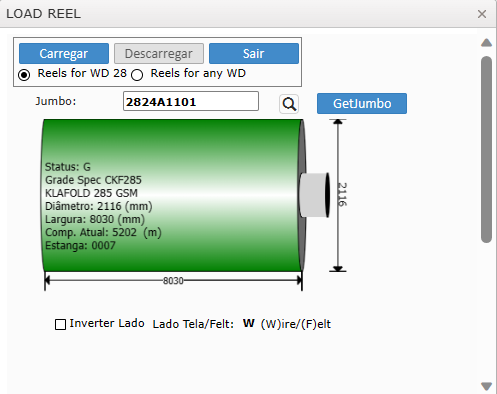 LOAD REEL ×
Carregar Descarregar Sair
Reels for WD 28 Reels for any WD
Jumbo: 2824A1101 GetJumbo
Status: G
Grade Spec CKF285
KLAFOLD 285 GSM
Diâmetro: 2116 (mm)
Largura: 8030 (mm)
Comp. Atual: 5202 (m)
Estanga: 0007
2116
8030
Inverter Lado Lado Tela/Felt: W (W)ire/(F)elt